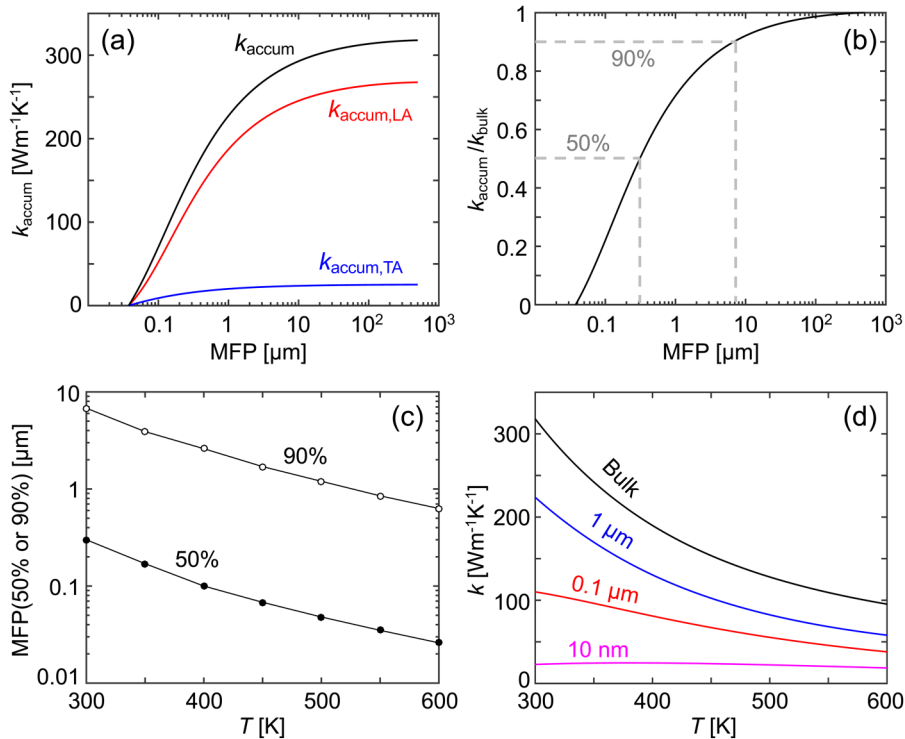 (a)
k_accum
k_accum,LA
k_accum,TA
300
200
100
0
k_accum [Wm⁻¹K⁻¹]
0.1 1 10 10² 10³
MFP [μm]
(b)
90%
50%
1
0.8
0.6
0.4
0.2
0
k_accum/k_bulk
0.1 1 10 10² 10³
MFP [μm]
(c)
90%
50%
10
1
0.1
0.01
MFP(50% or 90%) [μm]
300 350 400 450 500 550 600
T [K]
(d)
Bulk
1 μm
0.1 μm
10 nm
300
200
100
0
k [Wm⁻¹K⁻¹]
300 400 500 600
T [K]